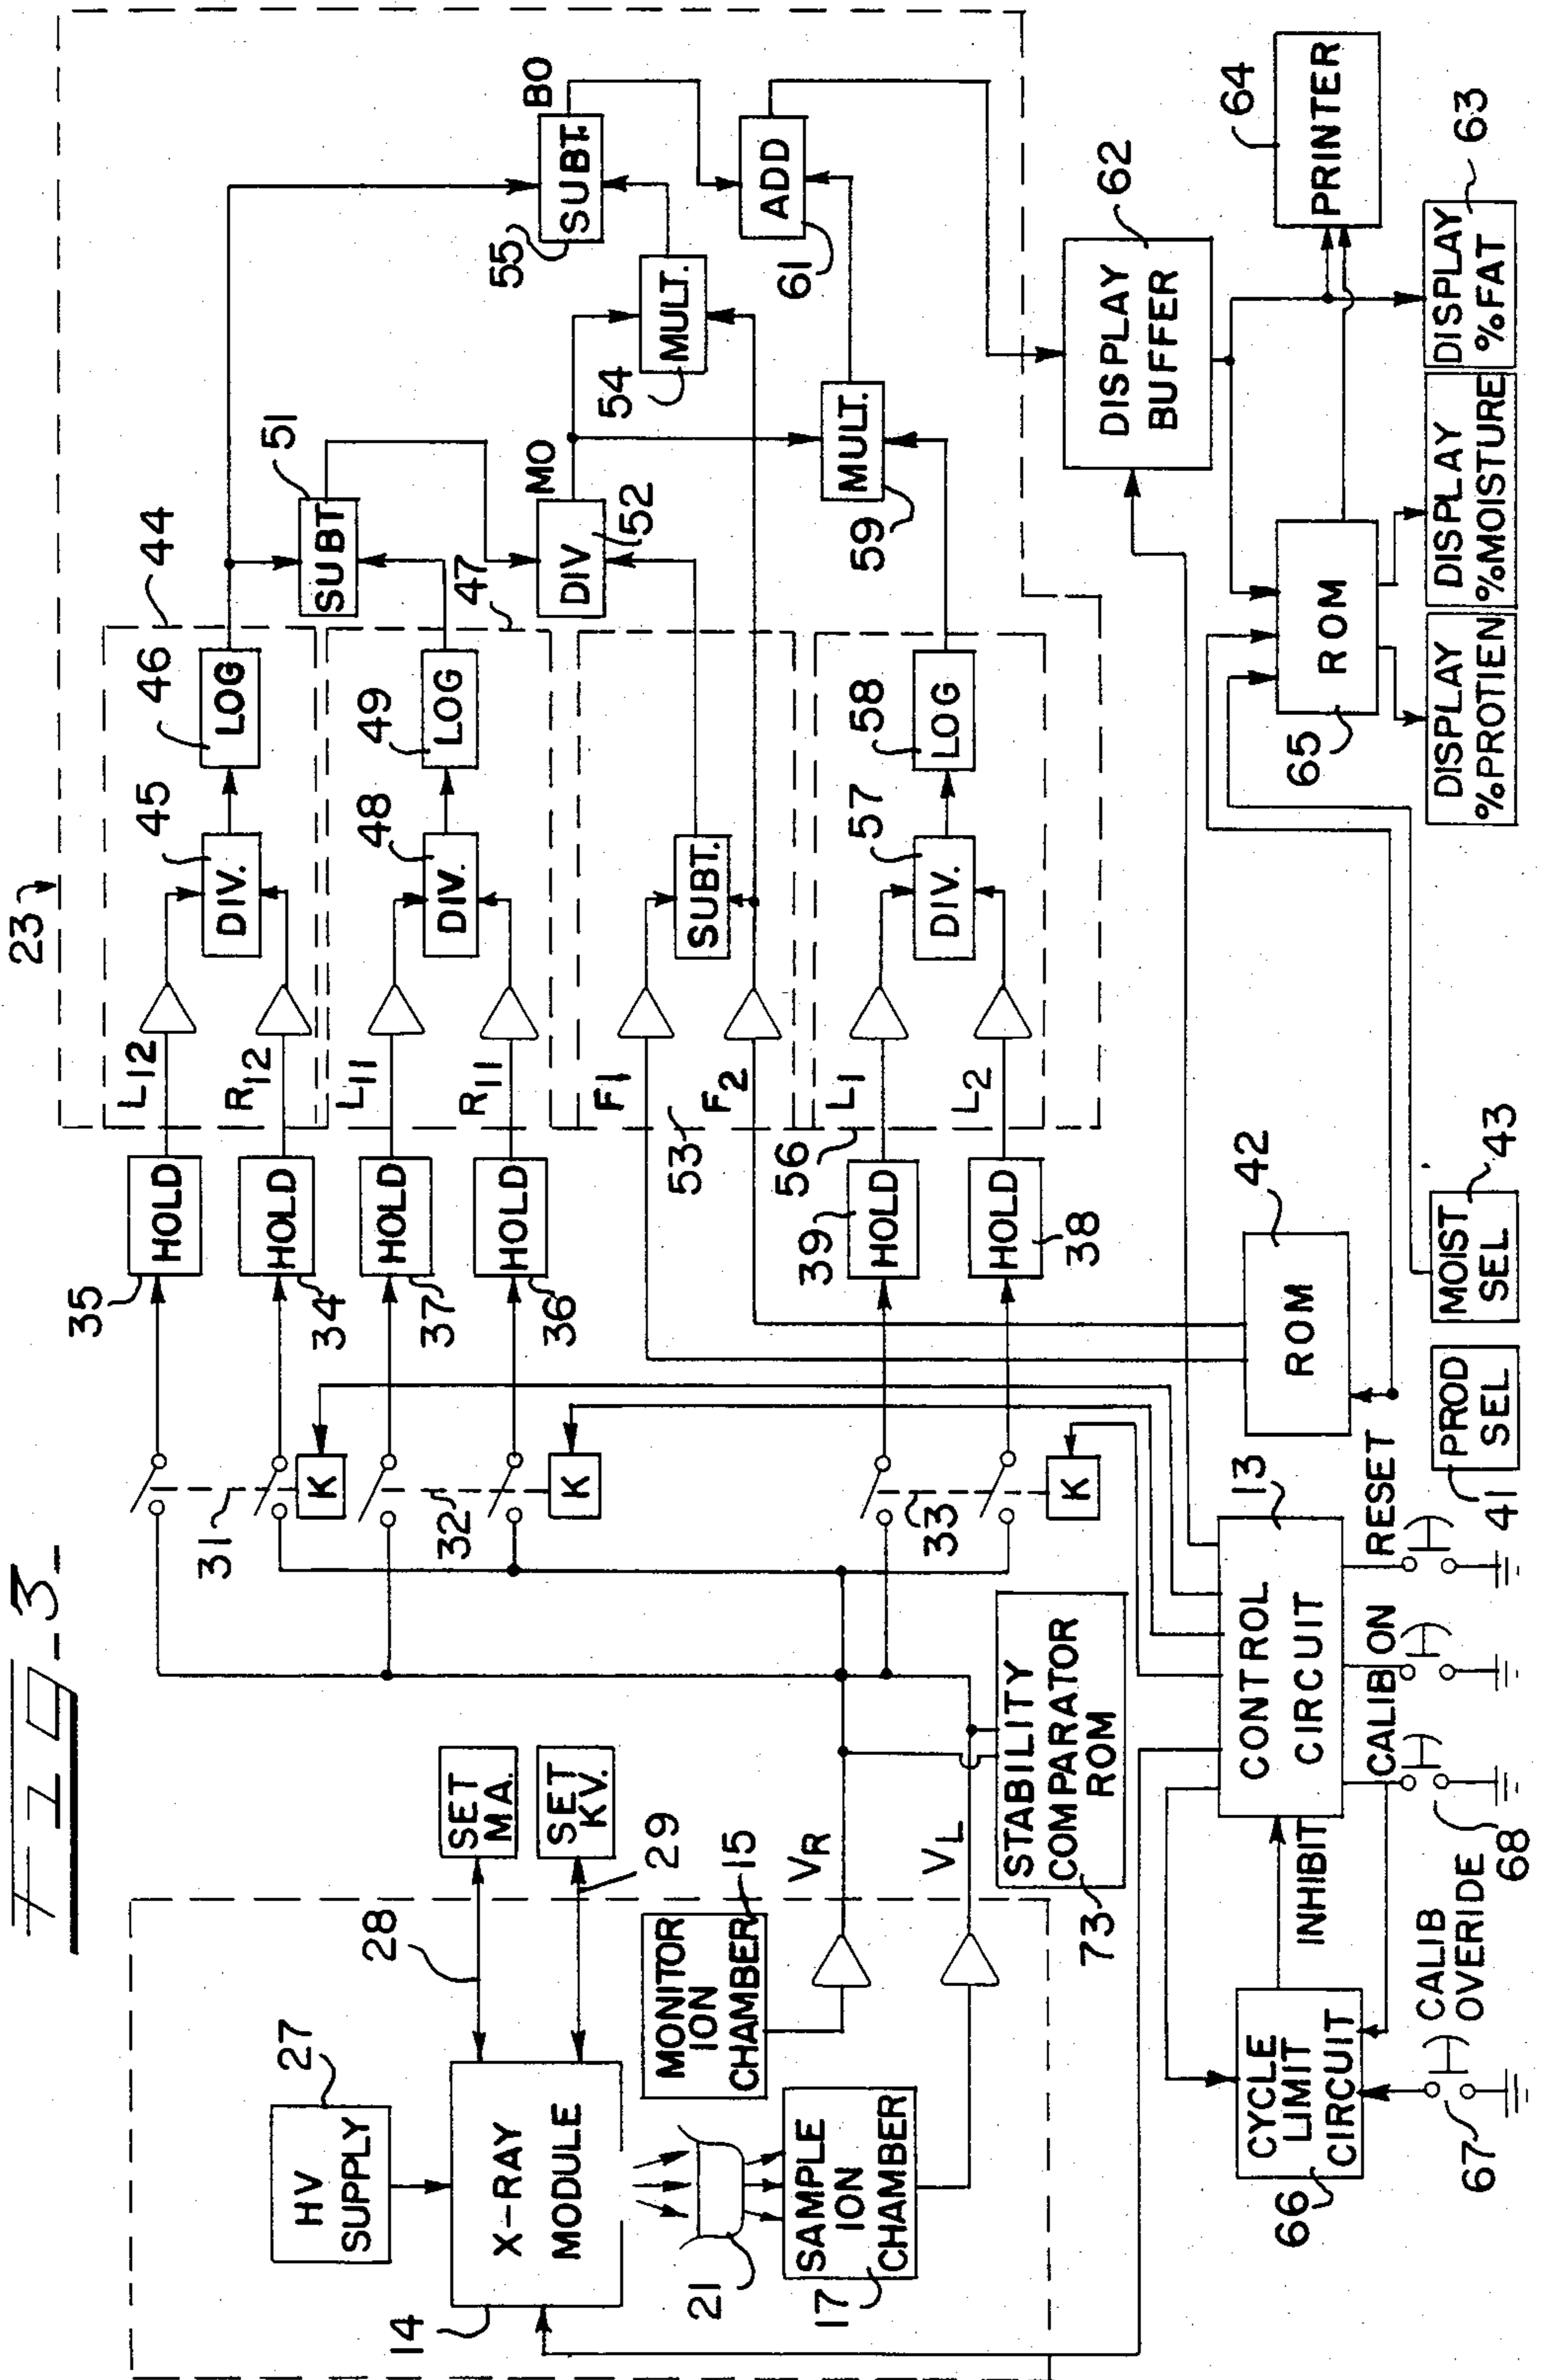 FIG-3-
23
HV
SUPPLY
27
X-RAY
MODULE
14
28
SET
MA.
SET
KV.
29
21
MONITOR
ION
CHAMBER
15
SAMPLE
ION
CHAMBER
17
VR
VL
STABILITY
COMPARATOR
ROM
73
31
K
32
K
33
K
35
HOLD
34
HOLD
37
HOLD
36
HOLD
39
HOLD
38
HOLD
L12
R12
L11
R11
F1
F2
L1
L2
53
56
44
45
DIV.
46
LOG
47
48
DIV.
49
LOG
SUBT.
57
DIV.
58
LOG
51
SUBT
MO
DIV
52
54
MULT.
55
SUBT.
BO
59
MULT.
61
ADD
DISPLAY
BUFFER
62
64
PRINTER
ROM
65
DISPLAY
%PROTIEN
DISPLAY
%MOISTURE
DISPLAY
%FAT
63
ROM
42
PROD
SEL
41
MOIST
SEL
43
CONTROL
CIRCUIT
13
RESET
CALIB ON
68
INHIBIT
CYCLE
LIMIT
CIRCUIT
66
CALIB
OVERIDE
67